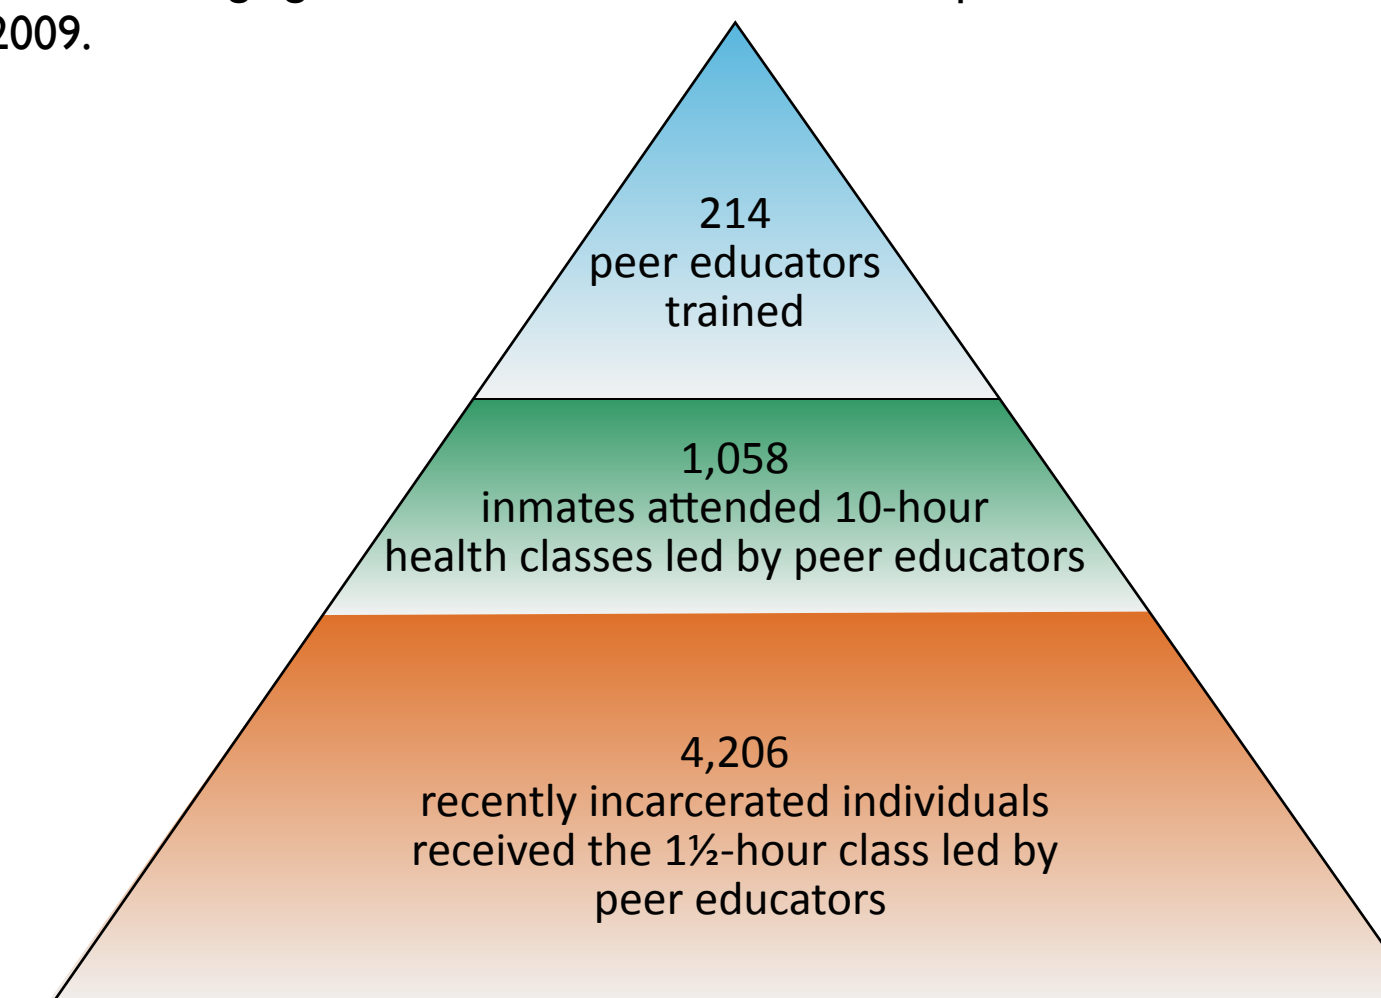 2009.
214
peer educators
trained
1,058
inmates attended 10-hour
health classes led by peer educators
4,206
recently incarcerated individuals
received the 1½-hour class led by
peer educators